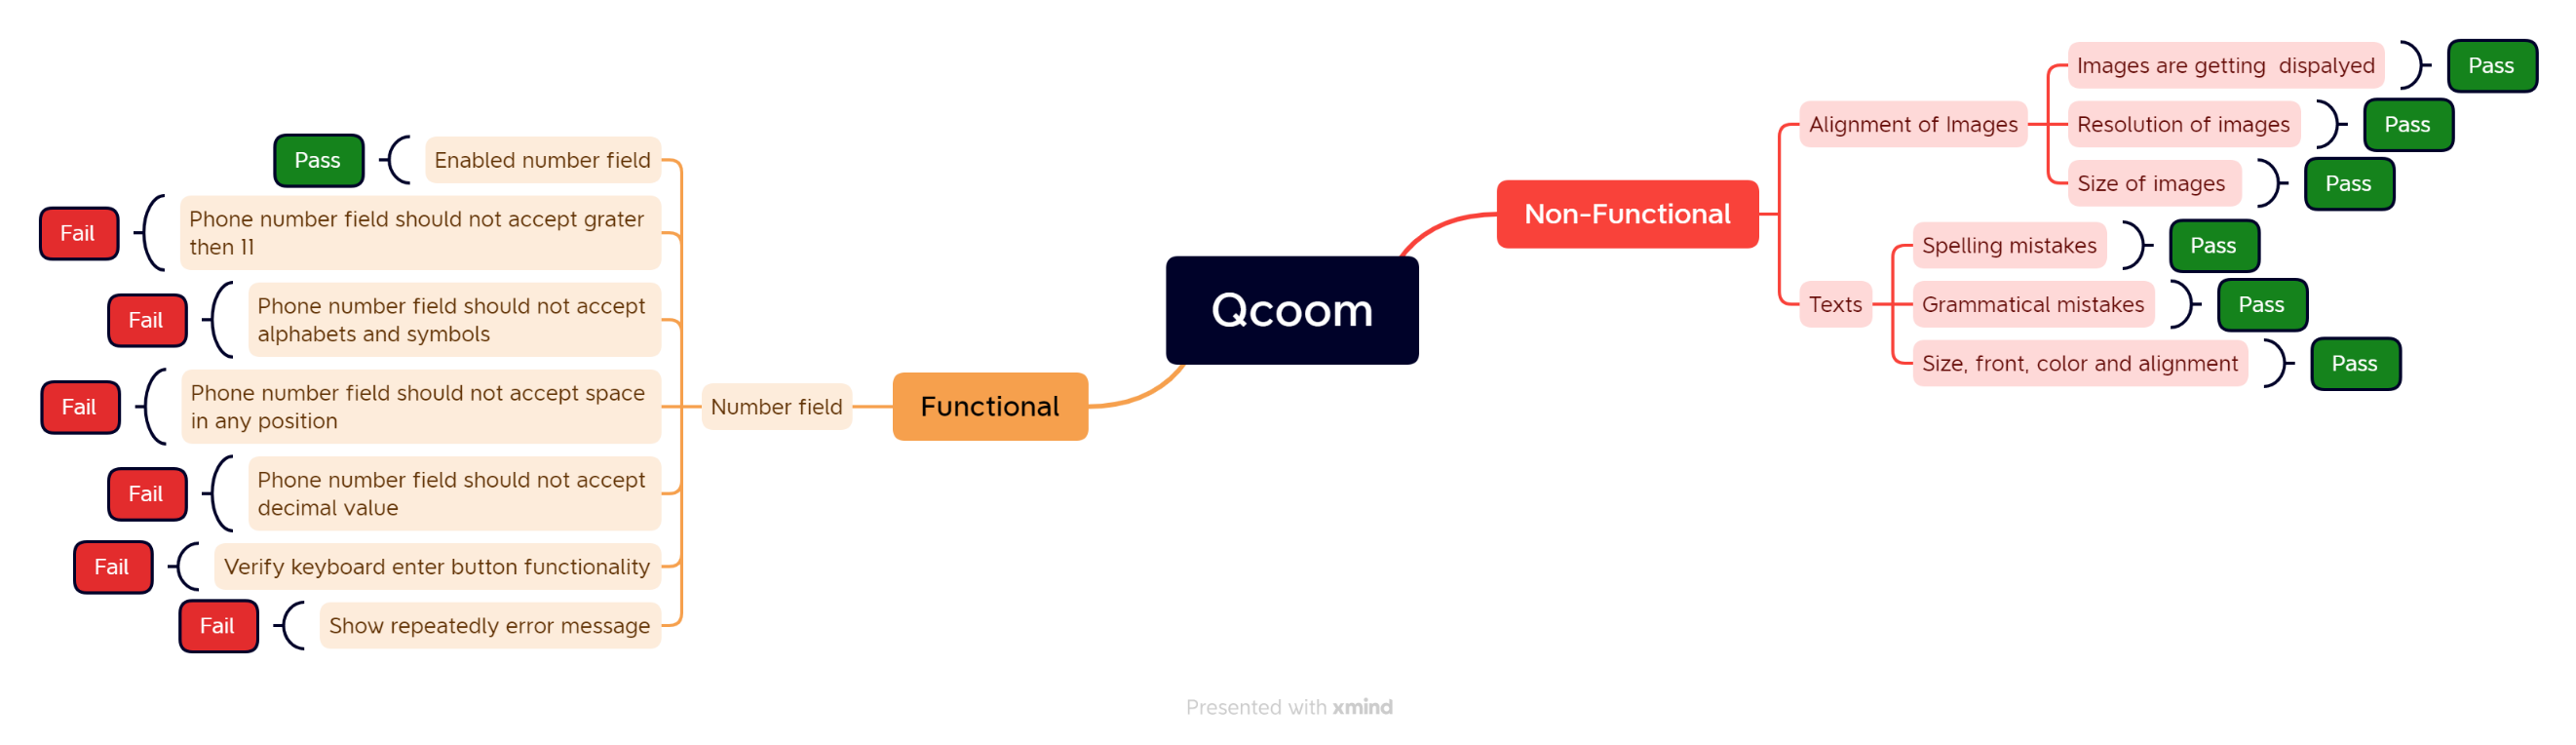 Qcoom
Non-Functional
Alignment of Images
Images are getting  dispalyed
Pass
Resolution of images
Pass
Size of images
Pass
Texts
Spelling mistakes
Pass
Grammatical mistakes
Pass
Size, front, color and alignment
Pass
Functional
Number field
Enabled number field
Pass
Phone number field should not accept grater
then 11
Fail
Phone number field should not accept
alphabets and symbols
Fail
Phone number field should not accept space
in any position
Fail
Phone number field should not accept
decimal value
Fail
Verify keyboard enter button functionality
Fail
Show repeatedly error message
Fail
Presented with xmind